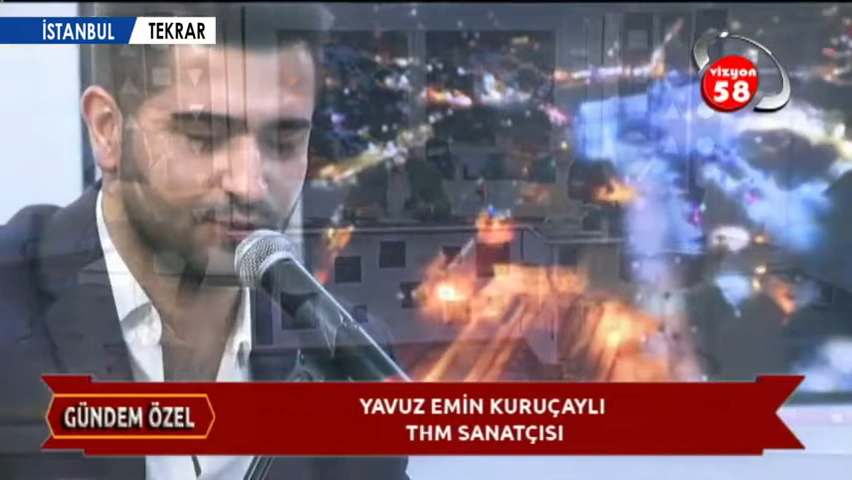 İSTANBUL TEKRAR
vizyon
58
GÜNDEM ÖZEL
YAVUZ EMİN KURUÇAYLI
THM SANATÇISI